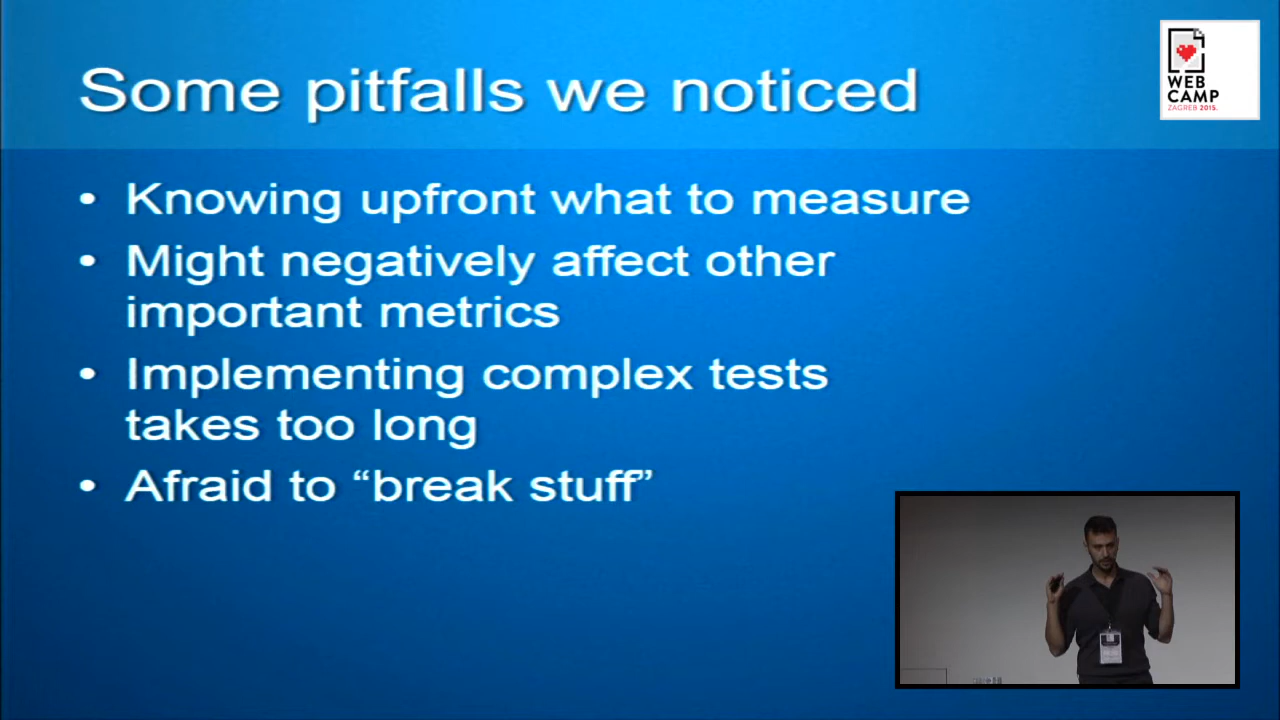 Some pitfalls we noticed
WEB
CAMP
ZAGREB 2015.
• Knowing upfront what to measure
• Might negatively affect other
important metrics
• Implementing complex tests
takes too long
• Afraid to “break stuff”